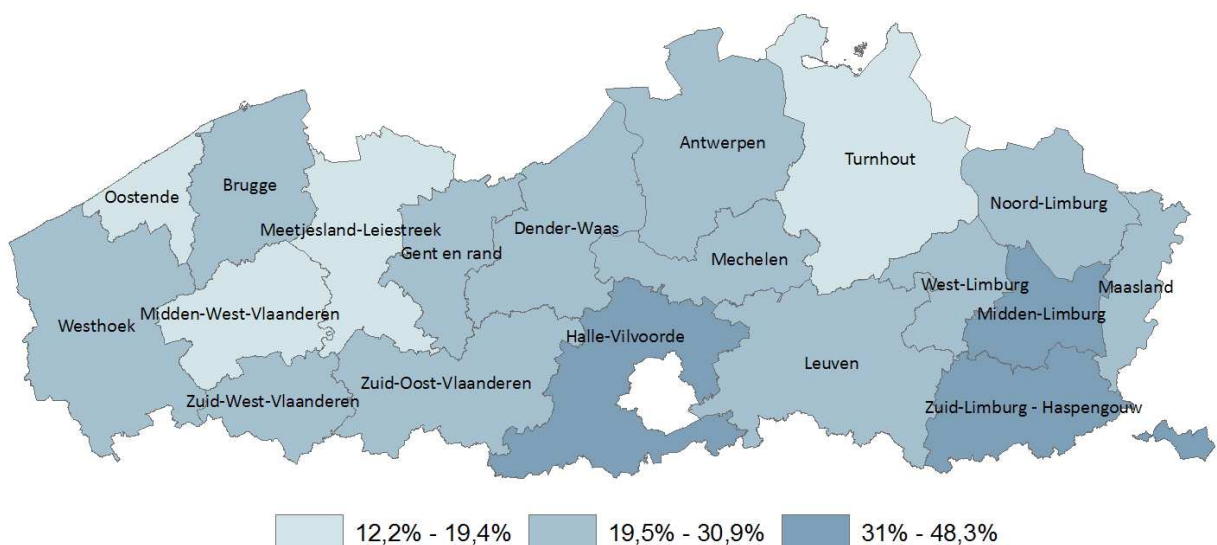 Antwerpen
Turnhout
Brugge
Oostende
Noord-Limburg
Meetjesland-Leiestreek
Dender-Waas
Gent en rand
Mechelen
West-Limburg
Maasland
Midden-West-Vlaanderen
Midden-Limburg
Westhoek
Halle-Vilvoorde
Leuven
Zuid-Oost-Vlaanderen
Zuid-West-Vlaanderen
Zuid-Limburg - Haspengouw
12,2% - 19,4%
19,5% - 30,9%
31% - 48,3%